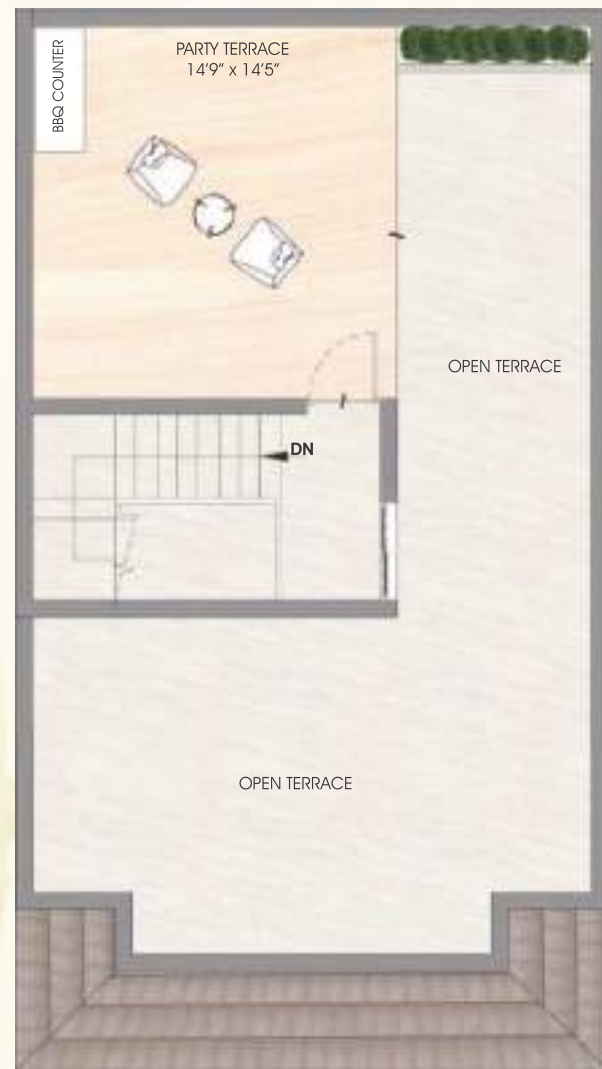 BBQ COUNTER
PARTY TERRACE
14'9" x 14'5"
OPEN TERRACE
DN
OPEN TERRACE